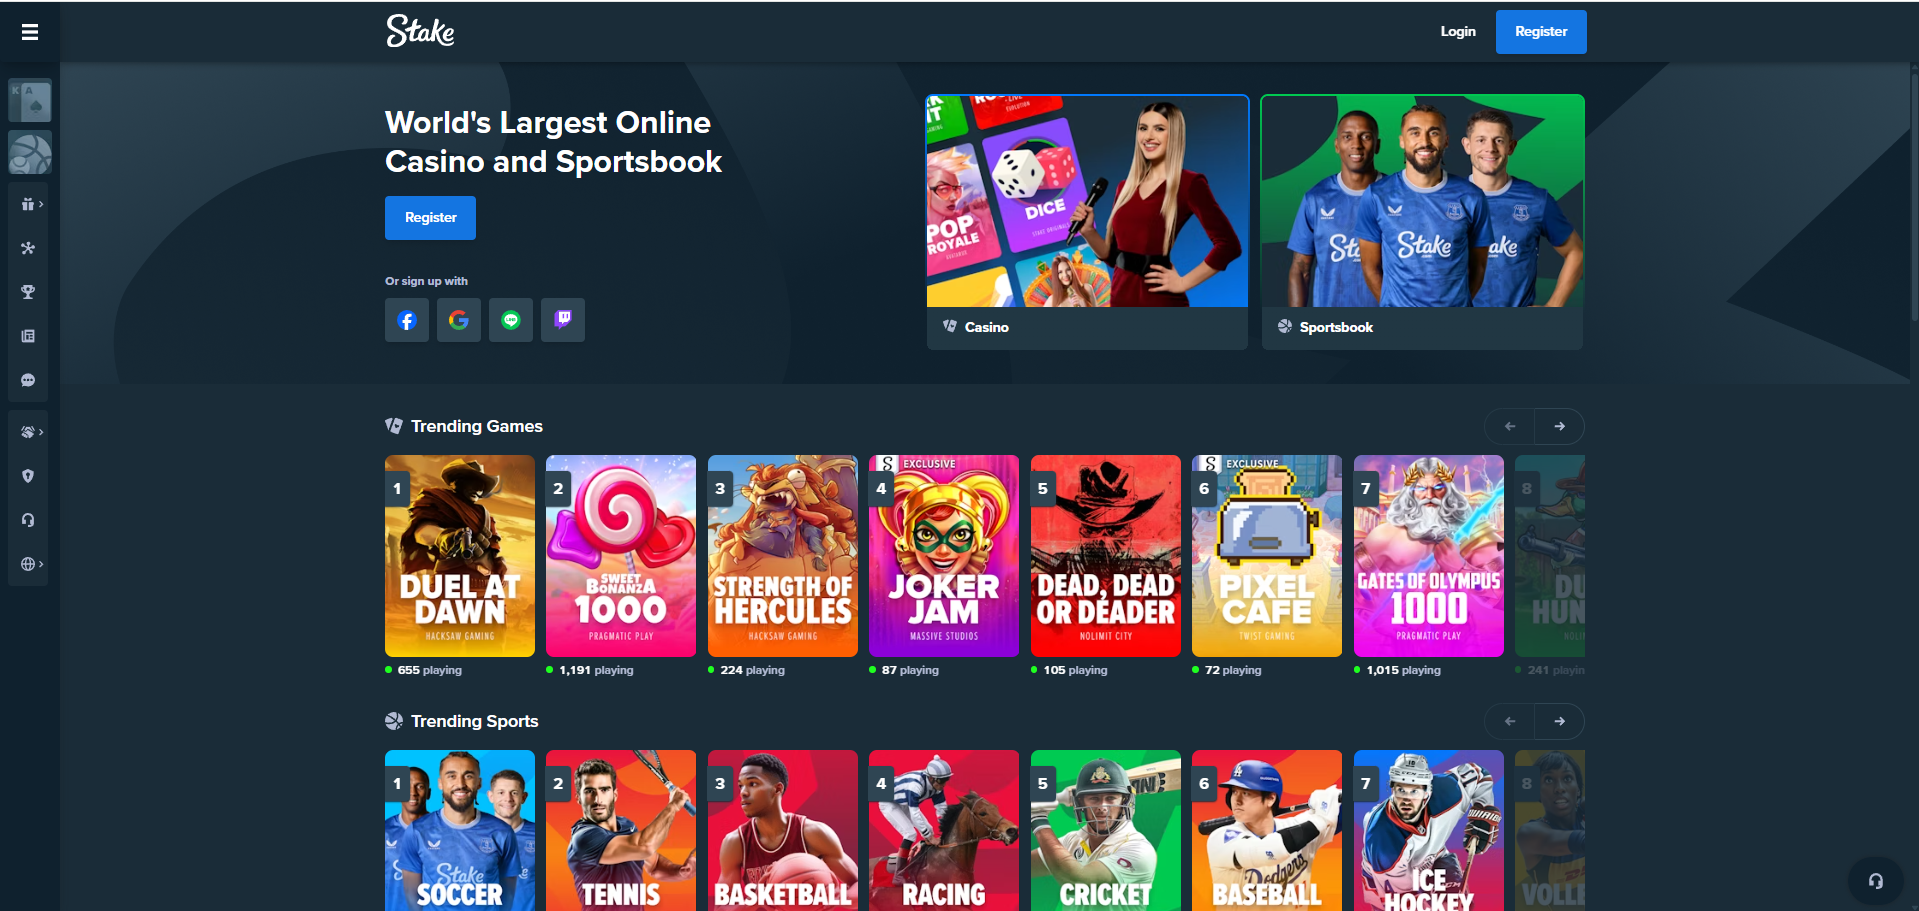 Stake
Login
Register
World's Largest Online
Casino and Sportsbook
Register
Or sign up with
K A
POP
ROYALE
DICE
STAKE ORIGINALS
EVOLUTION
Casino
Stake
Sportsbook
Trending Games
1
DUEL AT
DAWN
HACKSAW GAMING
655 playing
2
SWEET
BONANZA
1000
PRAGMATIC PLAY
1,191 playing
3
STRENGTH OF
HERCULES
HACKSAW GAMING
224 playing
4
EXCLUSIVE
JOKER
JAM
MASSIVE STUDIOS
87 playing
5
DEAD, DEAD
OR DEADER
NOLIMIT CITY
105 playing
6
EXCLUSIVE
PIXEL
CAFE
TWIST GAMING
72 playing
7
GATES OF OLYMPUS
1000
PRAGMATIC PLAY
1,015 playing
8
DU
HUN
NOLI
241 playin
Trending Sports
1
Stake
SOCCER
2
TENNIS
3
BASKETBALL
4
RACING
5
CRICKET
6
Dodgers
BASEBALL
7
ICE
HOCKEY
8
VOLLE